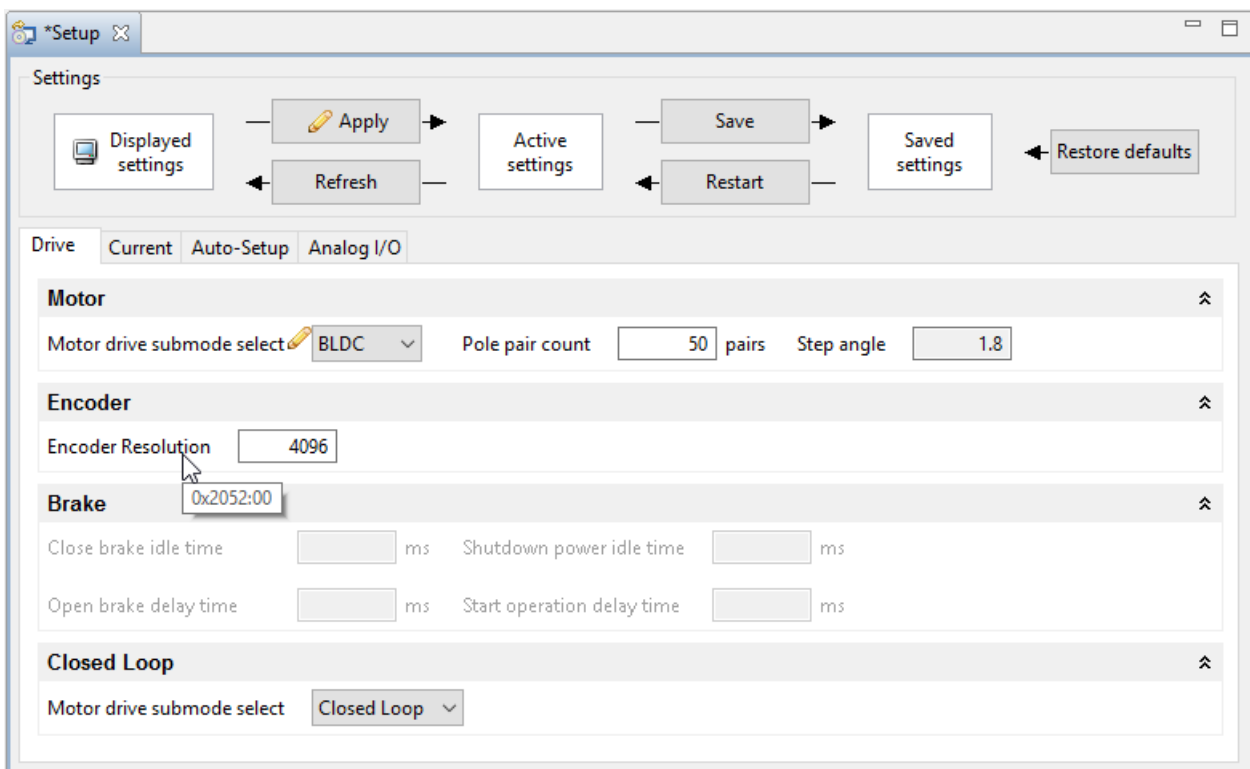 *Setup
Settings
Displayed settings
Apply
Refresh
Active settings
Save
Restart
Saved settings
Restore defaults
Drive Current Auto-Setup Analog I/O
Motor
Motor drive submode select BLDC Pole pair count 50 pairs Step angle 1.8
Encoder
Encoder Resolution 4096
0x2052:00
Brake
Close brake idle time ms Shutdown power idle time ms
Open brake delay time ms Start operation delay time ms
Closed Loop
Motor drive submode select Closed Loop